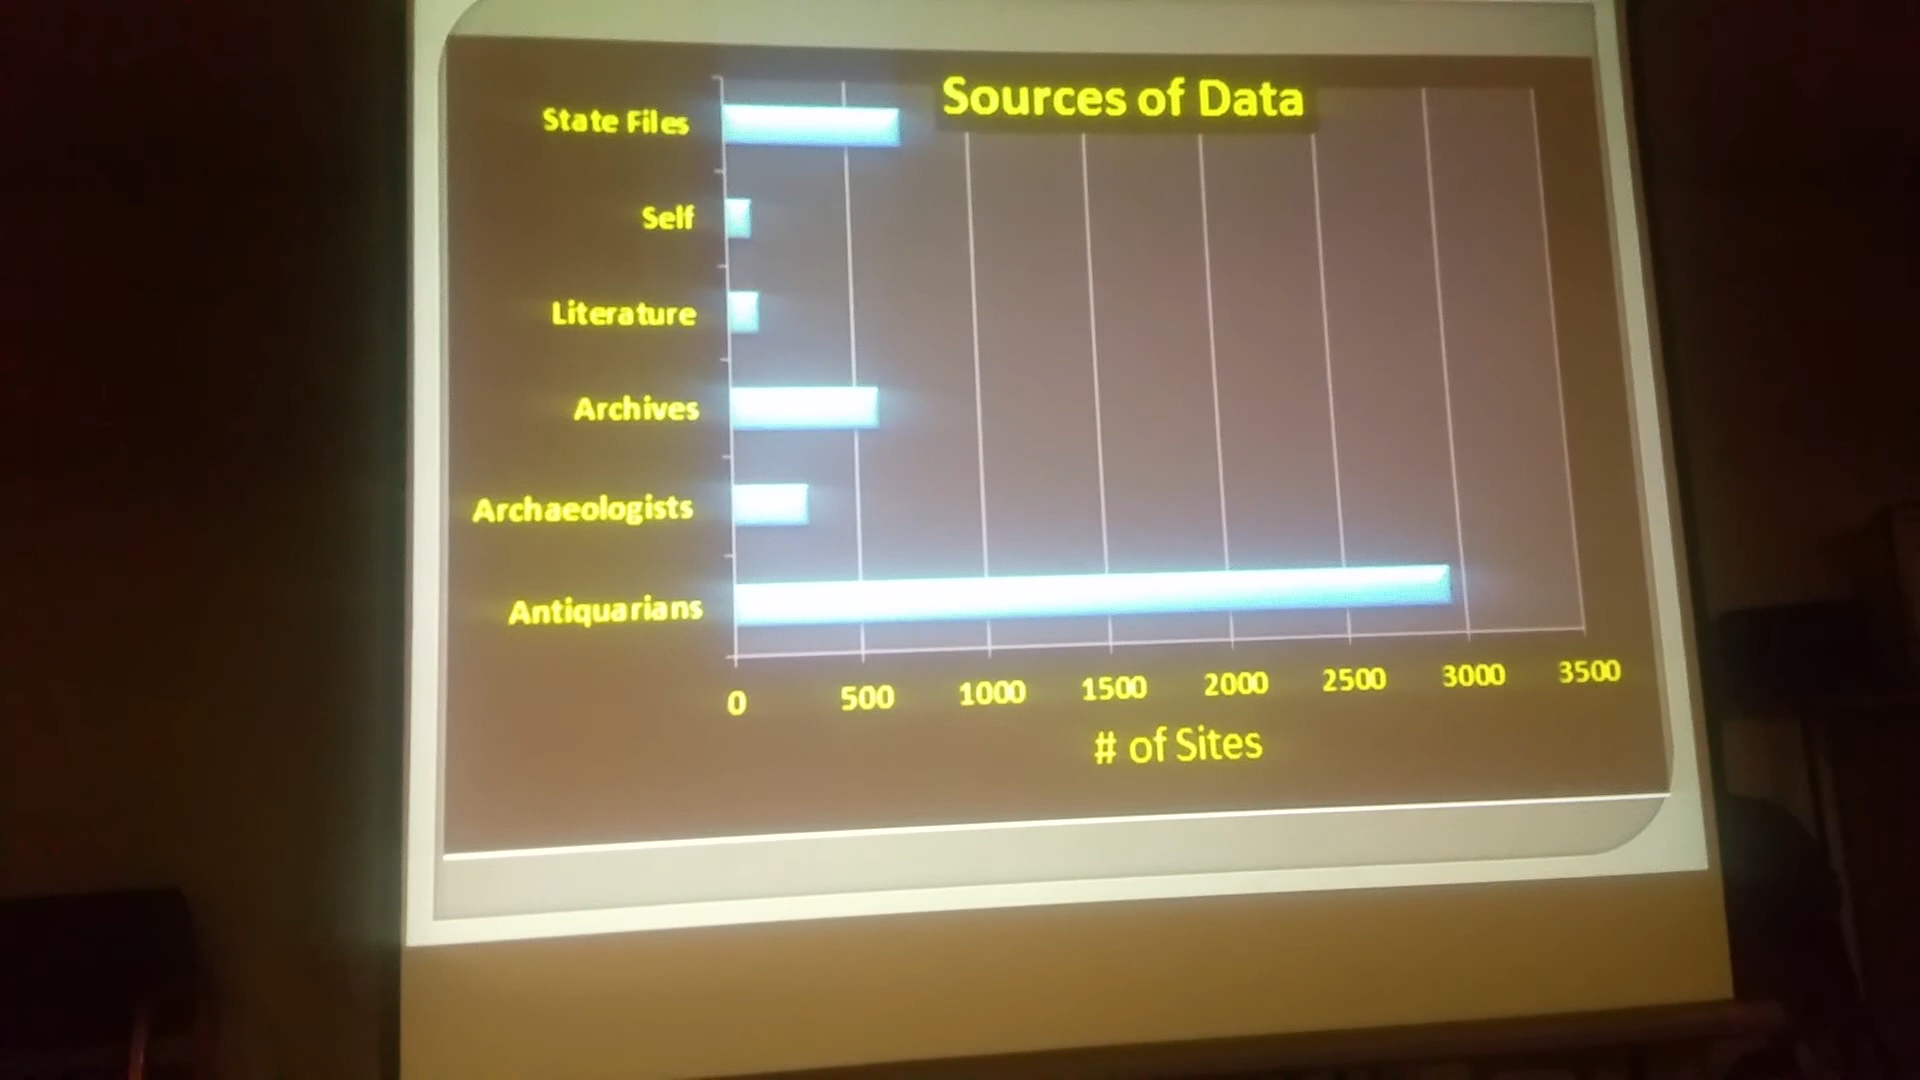 Sources of Data
State Files
Self
Literature
Archives
Archaeologists
Antiquarians
0 500 1000 1500 2000 2500 3000 3500
# of Sites